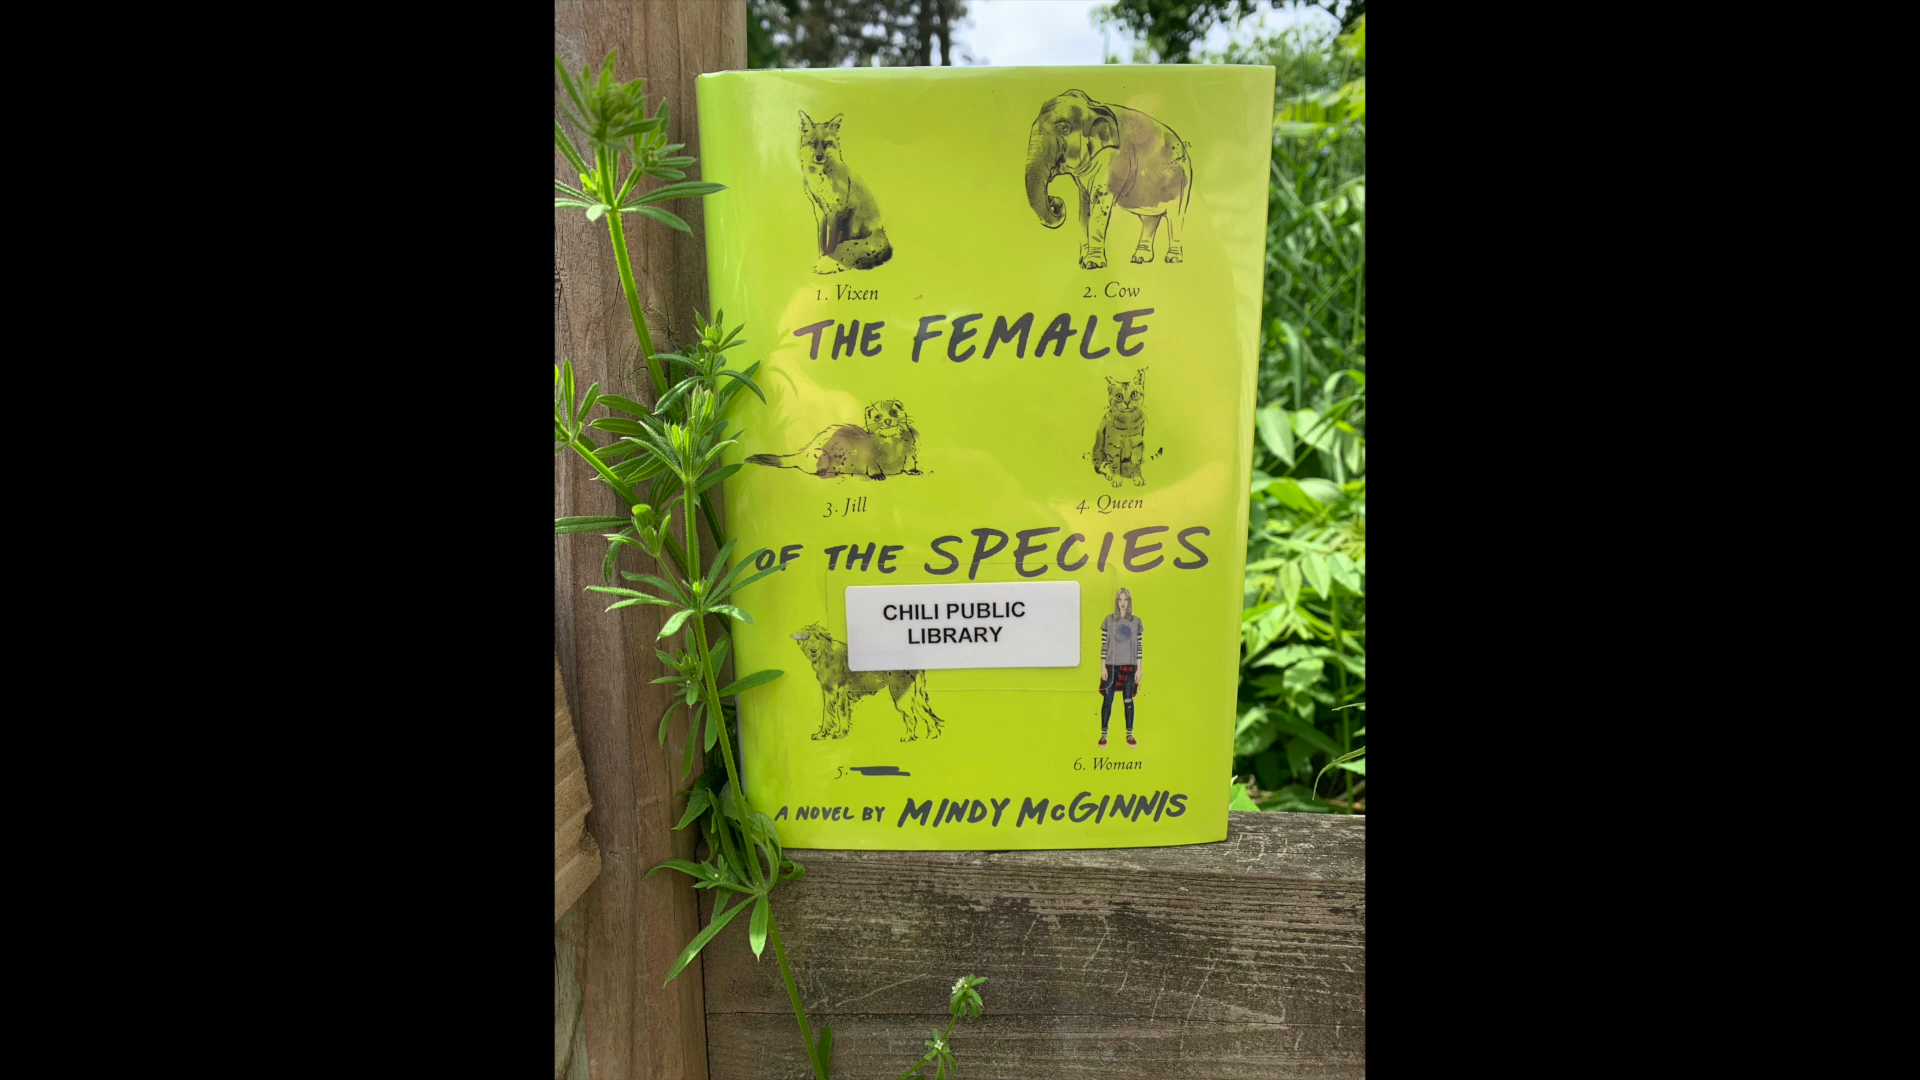 1. Vixen
2. Cow
THE FEMALE
3. Jill
4. Queen
OF THE SPECIES
CHILI PUBLIC
LIBRARY
5.
6. Woman
A NOVEL BY MINDY McGINNIS